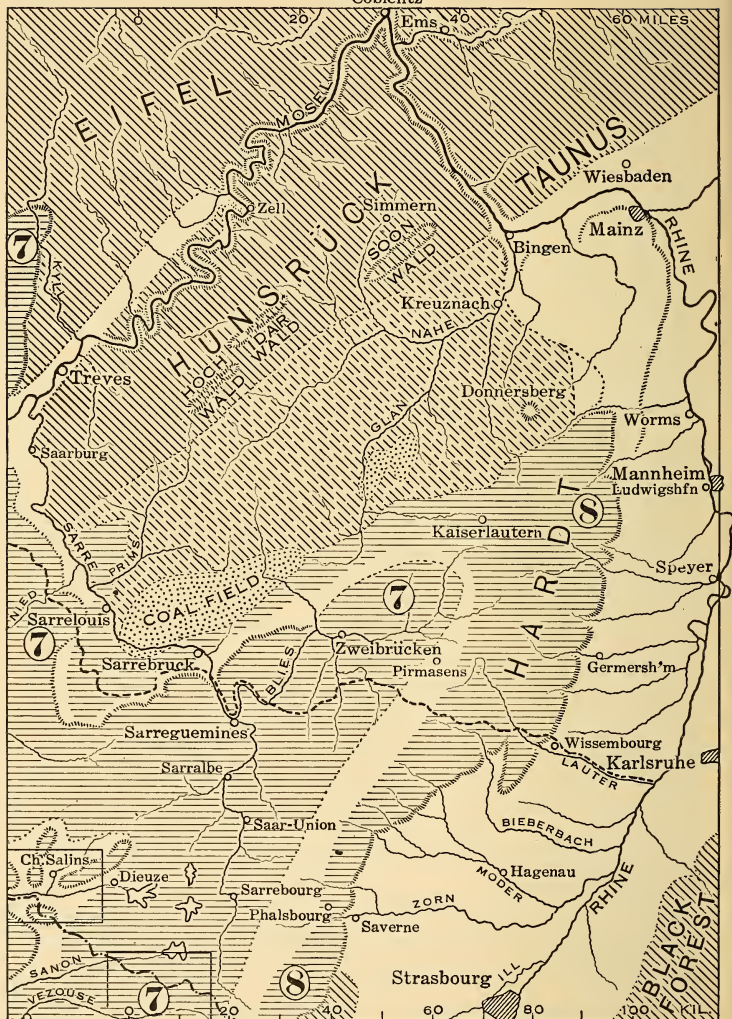 Coblentz
0 20 40 60 MILES
Ems
EIFEL
MOSEL
TAUNUS
Wiesbaden
Zell
Simmern
Mainz
RHINE
7
SOON
WALD
Bingen
KYLL
HUNSRÜCK
Kreuznach
NAHE
HOCH
WALD
IDAR
WALD
Treves
Donnersberg
GLAN
Worms
Saarburg
Mannheim
Ludwigshfn
8
Kaiserlautern
SARRE
PRIMS
HARDT
Speyer
COAL FIELD
7
NIED
Sarrelouis
7
Zweibrucken
Sarrebruck
BLIES
Pirmasens
Germersh'm
Sarreguemines
Wissembourg
Karlsruhe
LAUTER
Sarralbe
BIEBERBACH
Saar-Union
Ch. Salins
Dieuze
Hagenau
MODER
RHINE
Sarrebourg
ZORN
Phalsbourg
Saverne
BLACK
FOREST
SANON
Strasbourg
ILL
8
VEZOUSE
7
0 20 40 60 80 100 KIL.